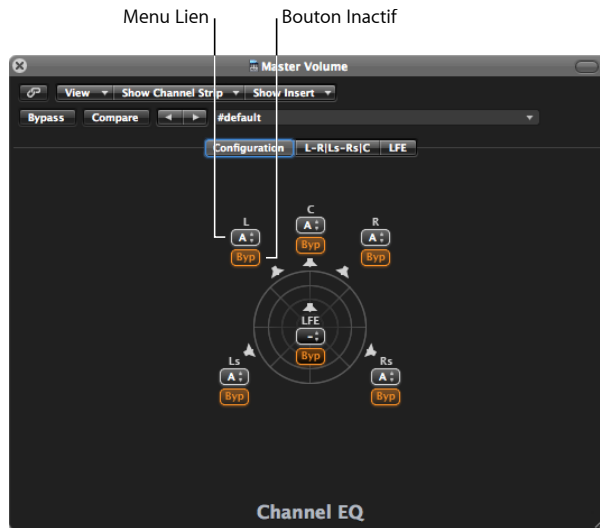 Menu Lien Bouton Inactif
Master Volume
View Show Channel Strip Show Insert
Bypass Compare #default
Configuration L-R|Ls-Rs|C LFE
C
L R
A
A A
Byp
Byp Byp
LFE
-
Byp
Ls Rs
A A
Byp Byp
Channel EQ